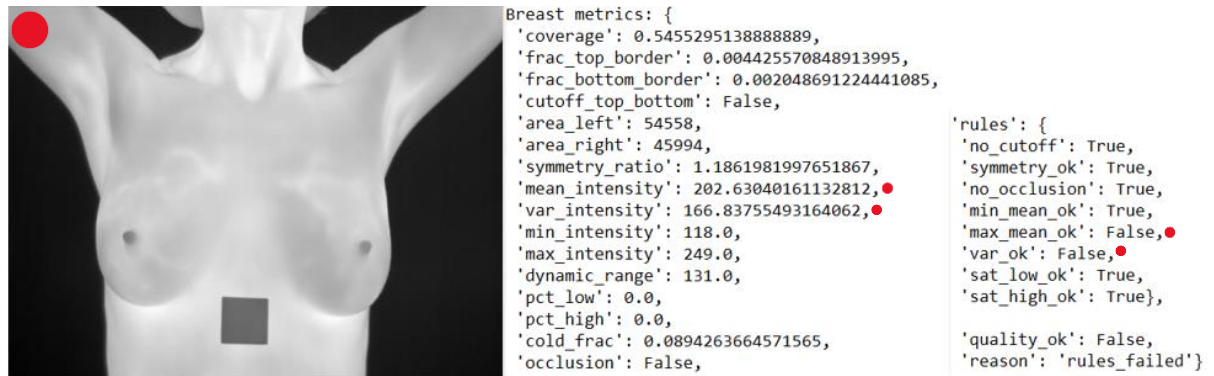 Breast metrics: {
'coverage': 0.5455295138888889,
'frac_top_border': 0.004425570848913995,
'frac_bottom_border': 0.002048691224441085,
'cutoff_top_bottom': False,
'area_left': 54558,
'area_right': 45994,
'symmetry_ratio': 1.1861981997651867,
'mean_intensity': 202.63040161132812,
'var_intensity': 166.83755493164062,
'min_intensity': 118.0,
'max_intensity': 249.0,
'dynamic_range': 131.0,
'pct_low': 0.0,
'pct_high': 0.0,
'cold_frac': 0.0894263664571565,
'occlusion': False,
'rules': {
'no_cutoff': True,
'symmetry_ok': True,
'no_occlusion': True,
'min_mean_ok': True,
'max_mean_ok': False,
'var_ok': False,
'sat_low_ok': True,
'sat_high_ok': True},
'quality_ok': False,
'reason': 'rules_failed'}